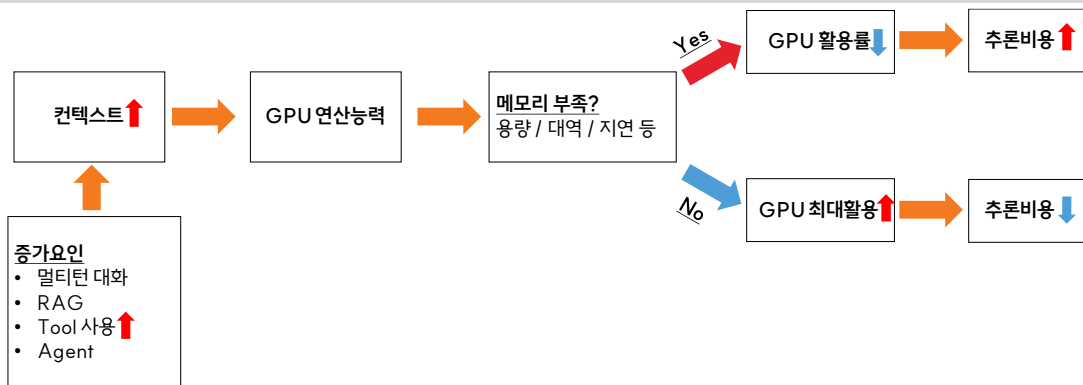 증가요인
• 멀티턴 대화
• RAG
• Tool 사용
• Agent
컨텍스트
GPU 연산능력
메모리 부족?
용량 / 대역 / 지연 등
Yes
GPU 활용률
추론비용
No
GPU 최대활용
추론비용